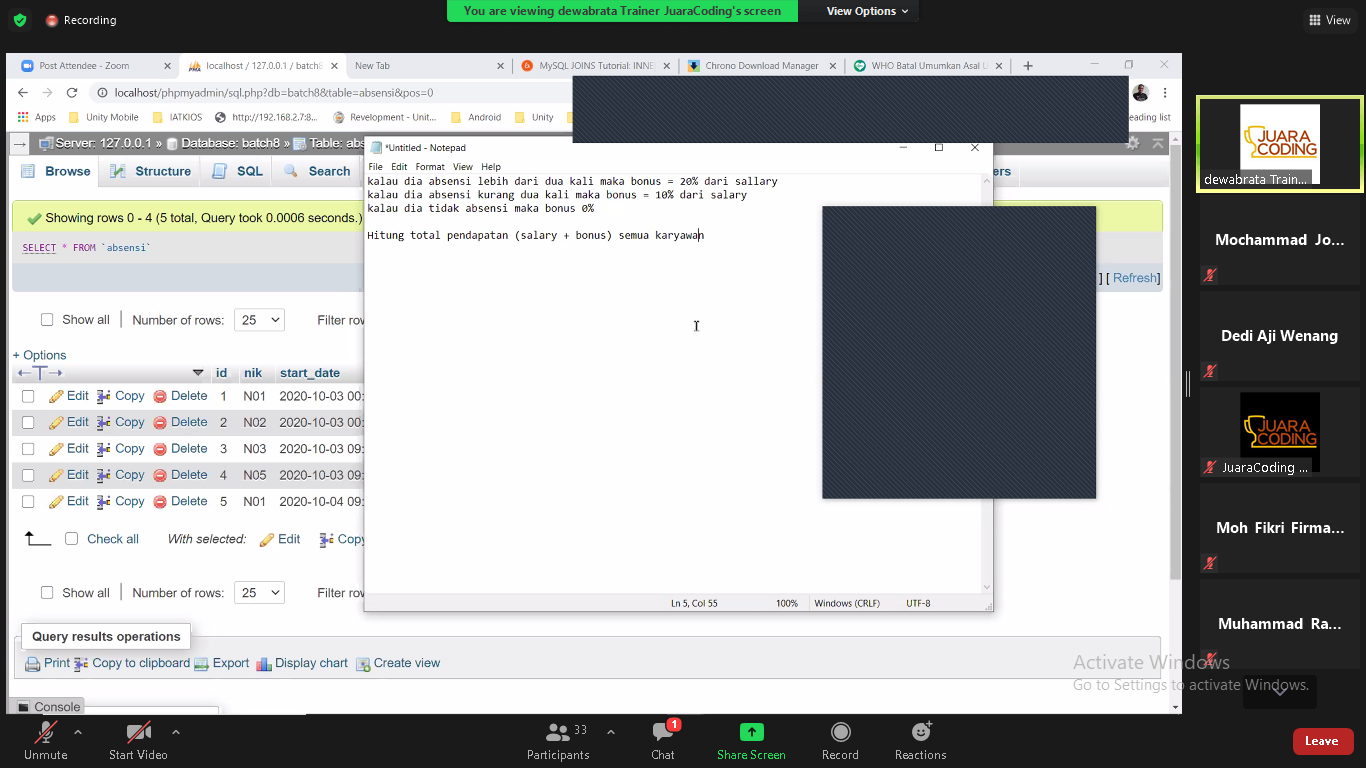 Recording
You are viewing dewabrata Trainer JuaraCoding's screen
View Options
View
Post Attendee - Zoom
localhost / 127.0.0.1 / batch8
New Tab
MySQL JOINS Tutorial: INNE
Chrono Download Manager
WHO Batal Umumkan Asal U
localhost/phpmyadmin/sql.php?db=batch8&table=absensi&pos=0
Apps
Unity Mobile
IATKIOS
http://192.168.2.7:8...
Revelopment - Unit...
Android
Unity
eading list
Server: 127.0.0.1 » Database: batch8 » Table: abs
Browse
Structure
SQL
Search
ers
Showing rows 0 - 4 (5 total, Query took 0.0006 seconds.)
SELECT * FROM `absensi`
] [ Refresh]
Show all
Number of rows:
25
Filter rov
+ Options
id nik start_date
Edit Copy Delete 1 N01 2020-10-03 00:
Edit Copy Delete 2 N02 2020-10-03 00:
Edit Copy Delete 3 N03 2020-10-03 09:
Edit Copy Delete 4 N05 2020-10-03 09:
Edit Copy Delete 5 N01 2020-10-04 09:
Check all
With selected:
Edit
Copy
Show all
Number of rows:
25
Filter rov
Query results operations
Print
Copy to clipboard
Export
Display chart
Create view
Console
*Untitled - Notepad
File Edit Format View Help
kalau dia absensi lebih dari dua kali maka bonus = 20% dari sallary
kalau dia absensi kurang dua kali maka bonus = 10% dari salary
kalau dia tidak absensi maka bonus 0%
Hitung total pendapatan (salary + bonus) semua karyawan
Ln 5, Col 55
100%
Windows (CRLF)
UTF-8
JUARA
CODING
dewabrata Train...
Mochammad Jo...
Dedi Aji Wenang
JUARA
CODING
JuaraCoding ...
Moh Fikri Firma...
Muhammad Ra...
Activate Windows
Go to Settings to activate Windows.
Unmute
Start Video
Participants
33
Chat
1
Share Screen
Record
Reactions
Leave